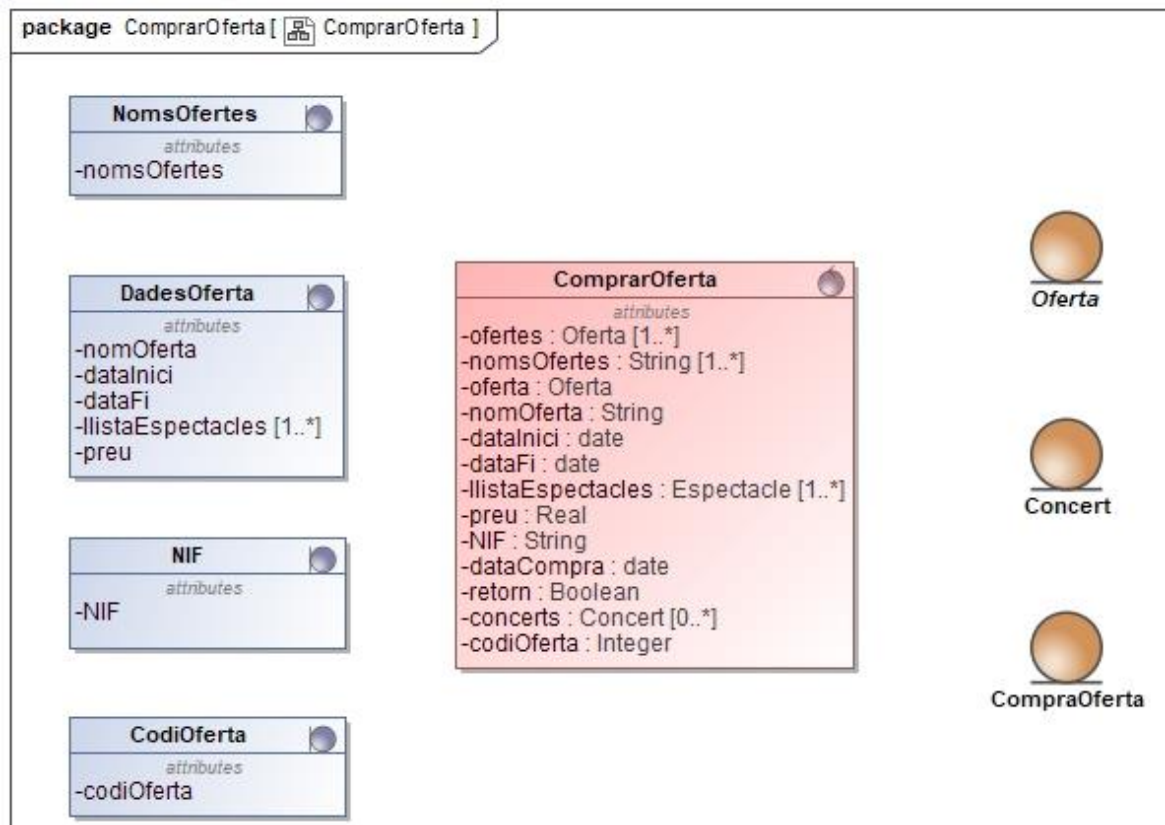 package ComprarOferta [ ComprarOferta ]
NomsOfertes
attributes
-nomsOfertes
DadesOferta
attributes
-nomOferta
-dataInici
-dataFi
-llistaEspectacles [1..*]
-preu
NIF
attributes
-NIF
CodiOferta
attributes
-codiOferta
ComprarOferta
attributes
-ofertes : Oferta [1..*]
-nomsOfertes : String [1..*]
-oferta : Oferta
-nomOferta : String
-dataInici : date
-dataFi : date
-llistaEspectacles : Espectacle [1..*]
-preu : Real
-NIF : String
-dataCompra : date
-retorn : Boolean
-concerts : Concert [0..*]
-codiOferta : Integer
Oferta
Concert
CompraOferta